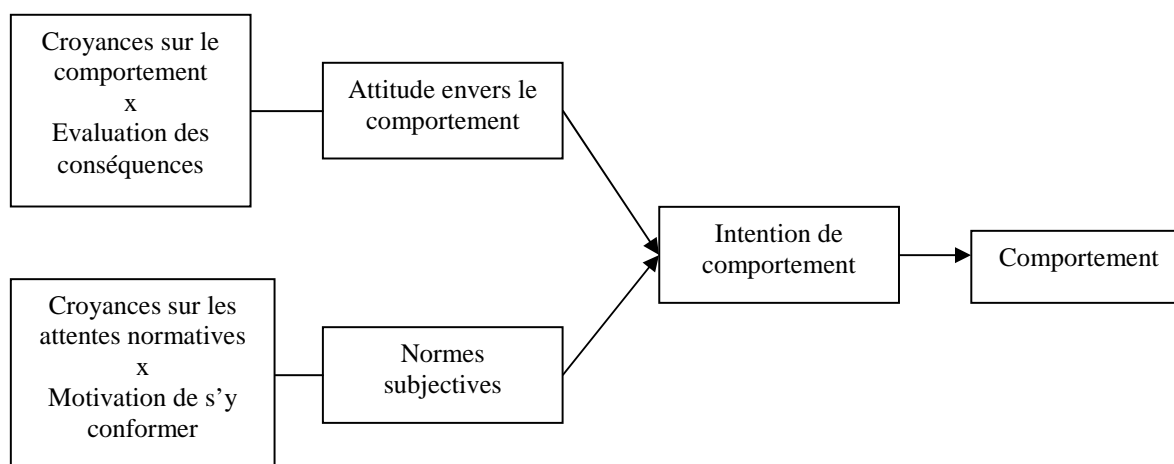 Croyances sur le
comportement
x
Evaluation des
conséquences
Attitude envers le
comportement
Croyances sur les
attentes normatives
x
Motivation de s’y
conformer
Normes
subjectives
Intention de
comportement
Comportement